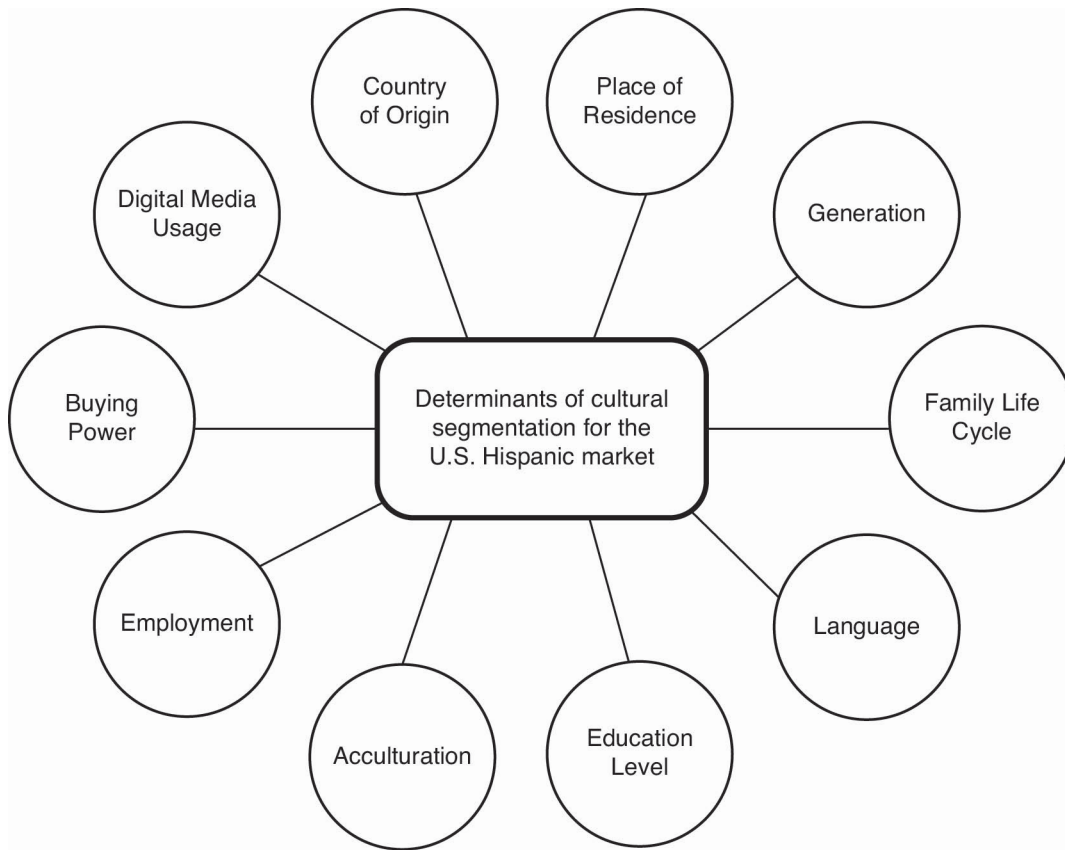 Country
of Origin
Place of
Residence
Digital Media
Usage
Generation
Buying
Power
Determinants of cultural
segmentation for the
U.S. Hispanic market
Family Life
Cycle
Employment
Language
Acculturation
Education
Level